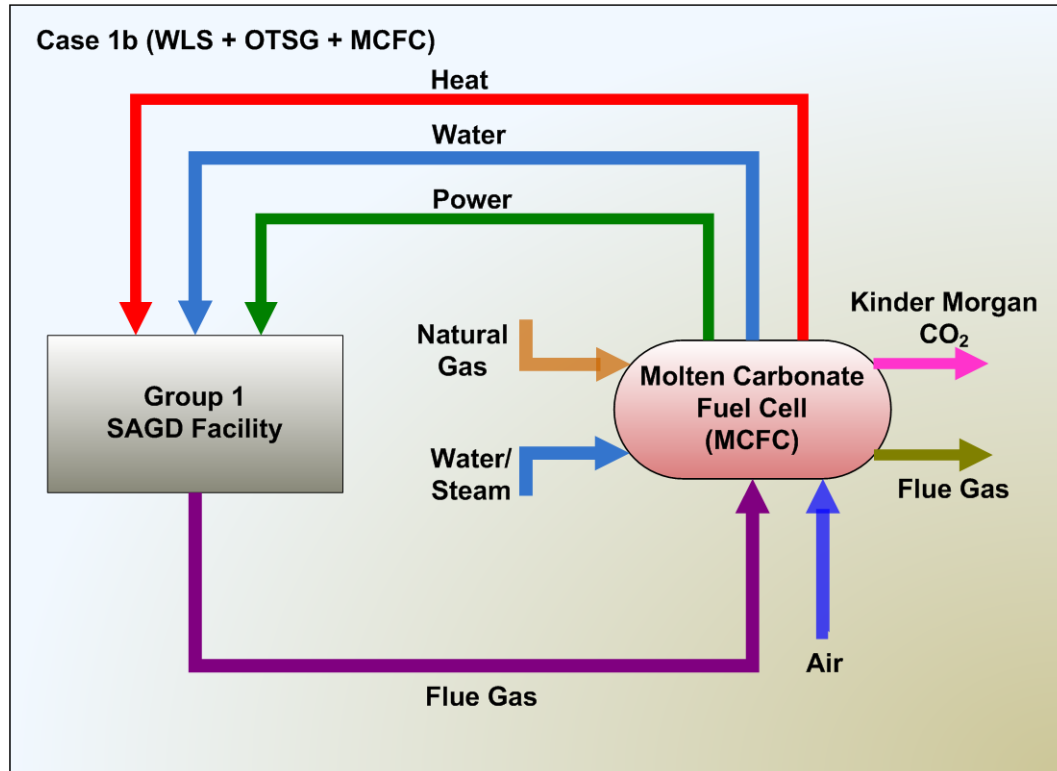 Case 1b (WLS + OTSG + MCFC)
Heat
Water
Power
Kinder Morgan
CO₂
Natural
Gas
Group 1
SAGD Facility
Molten Carbonate
Fuel Cell
(MCFC)
Water/
Steam
Flue Gas
Air
Flue Gas